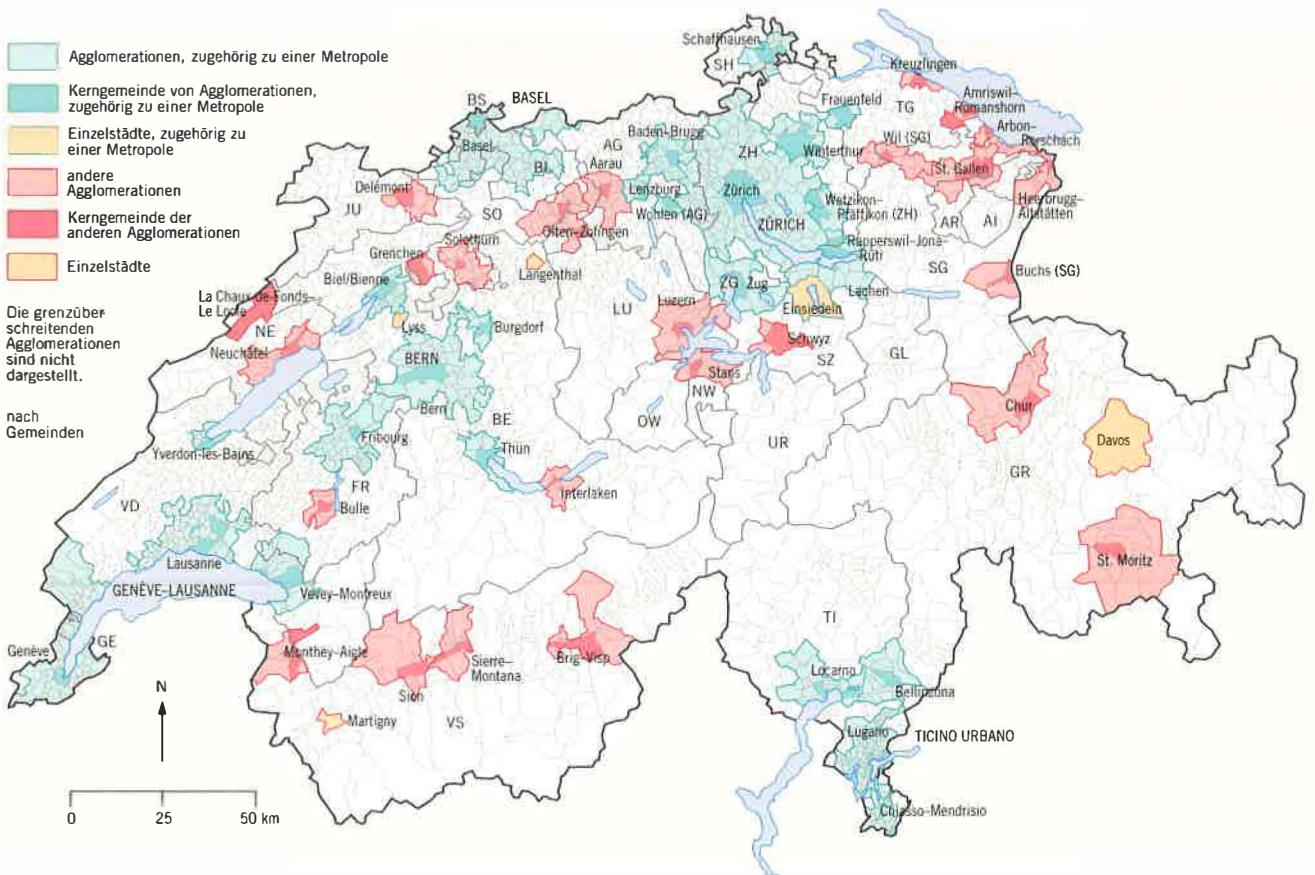 Agglomerationen, zugehörig zu einer Metropole
Kerngemeinde von Agglomerationen,
zugehörig zu einer Metropole
Einzelstädte, zugehörig zu
einer Metropole
andere
Agglomerationen
Kerngemeinde der
anderen Agglomerationen
Einzelstädte
Die grenzüber-
schreitenden
Agglomerationen
sind nicht
dargestellt.
nach
Gemeinden
Schaffhausen
SH
Kreuzlingen
BS
BASEL
Frauenfeld
TG
Amriswil-
Romanshorn
Basel
BL
AG
Baden-Brugg
ZH
Winterthur
Wil (SG)
Arbon-
Rorschach
Aarau
St. Gallen
Delémont
JU
SO
Lenzburg
Zürich
Wetzikon-
Pfäffikon (ZH)
Heerbrugg-
Altstätten
Wohlen (AG)
ZÜRICH
AR
AI
Olten-Zofingen
Solothurn
Grenchen
Rapperswil-Jona-
Rüti
SG
Buchs (SG)
Langenthal
Biel/Bienne
ZG
Zug
Lachen
La Chaux-de-Fonds-
Le Locle
LU
Luzern
Einsiedeln
NE
Lyss
Burgdorf
Schwyz
SZ
GL
Neuchâtel
BERN
Stans
NW
Chur
Bern
BE
OW
UR
Davos
Fribourg
Thun
GR
Yverdon-les-Bains
FR
Interlaken
VD
Bulle
St. Moritz
Lausanne
GENÈVE-LAUSANNE
Vevey-Montreux
TI
Genève
GE
Monthey-Aigle
Sierre-
Montana
Brig-Visp
Locarno
Bellinzona
Sion
N
Martigny
VS
Lugano
TICINO URBANO
Chiasso-Mendrisio
0 25 50 km